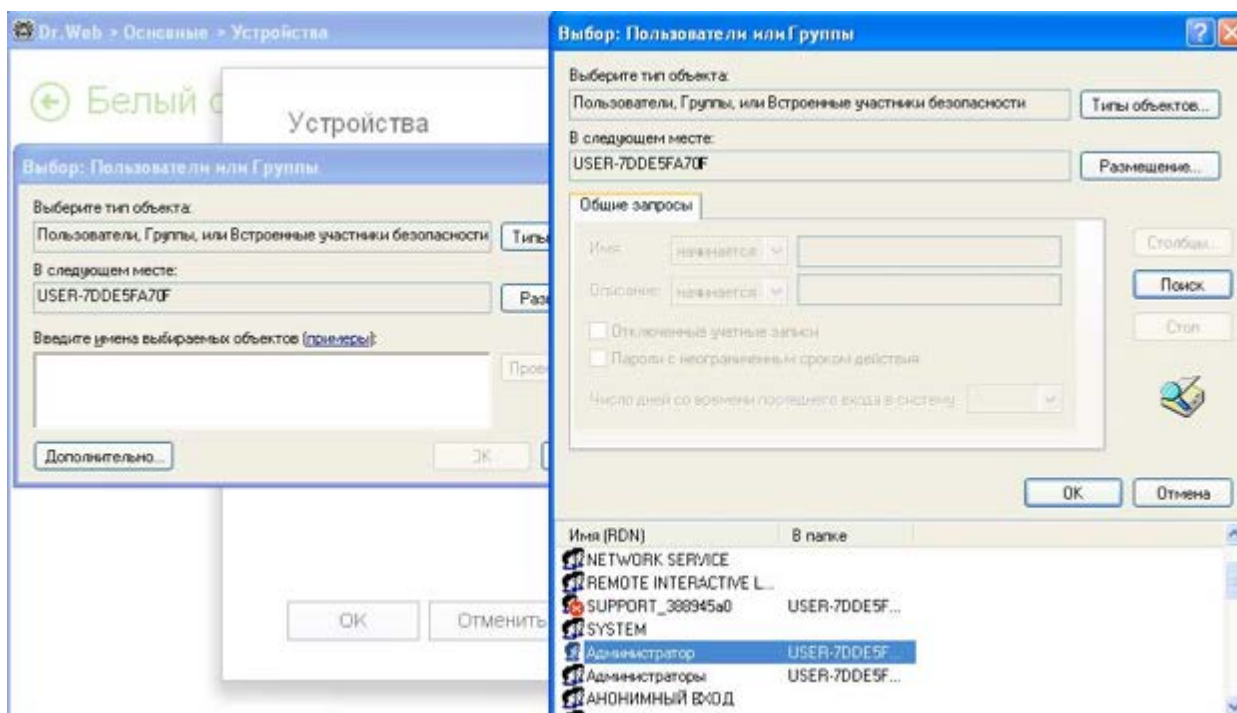 Dr.Web > Основные > Устройства
Белый с
Устройства
Выбор: Пользователи или Группы
Выберите тип объекта:
Пользователи, Группы, или Встроенные участники безопасности
Типы
В следующем месте:
USER-7DDE5FA70F
Разм
Введите имена выбираемых объектов (примеры):
Прове
Дополнительно...
OK
OK
Отменить
Выбор: Пользователи или Группы
Выберите тип объекта:
Пользователи, Группы, или Встроенные участники безопасности
Типы объектов...
В следующем месте:
USER-7DDE5FA70F
Размещение...
Общие запросы
Имя: начинается
Столбцы...
Описание: начинается
Поиск
Отключенные учетные записи
Стоп
Пароли с неограниченным сроком действия
Число дней со времени последнего входа в систему:
OK
Отмена
Имя (RDN) В папке
NETWORK SERVICE
REMOTE INTERACTIVE L...
SUPPORT_388945a0 USER-7DDE5F...
SYSTEM
Администратор USER-7DDE5F...
Администраторы USER-7DDE5F...
АНОНИМНЫЙ ВХОД